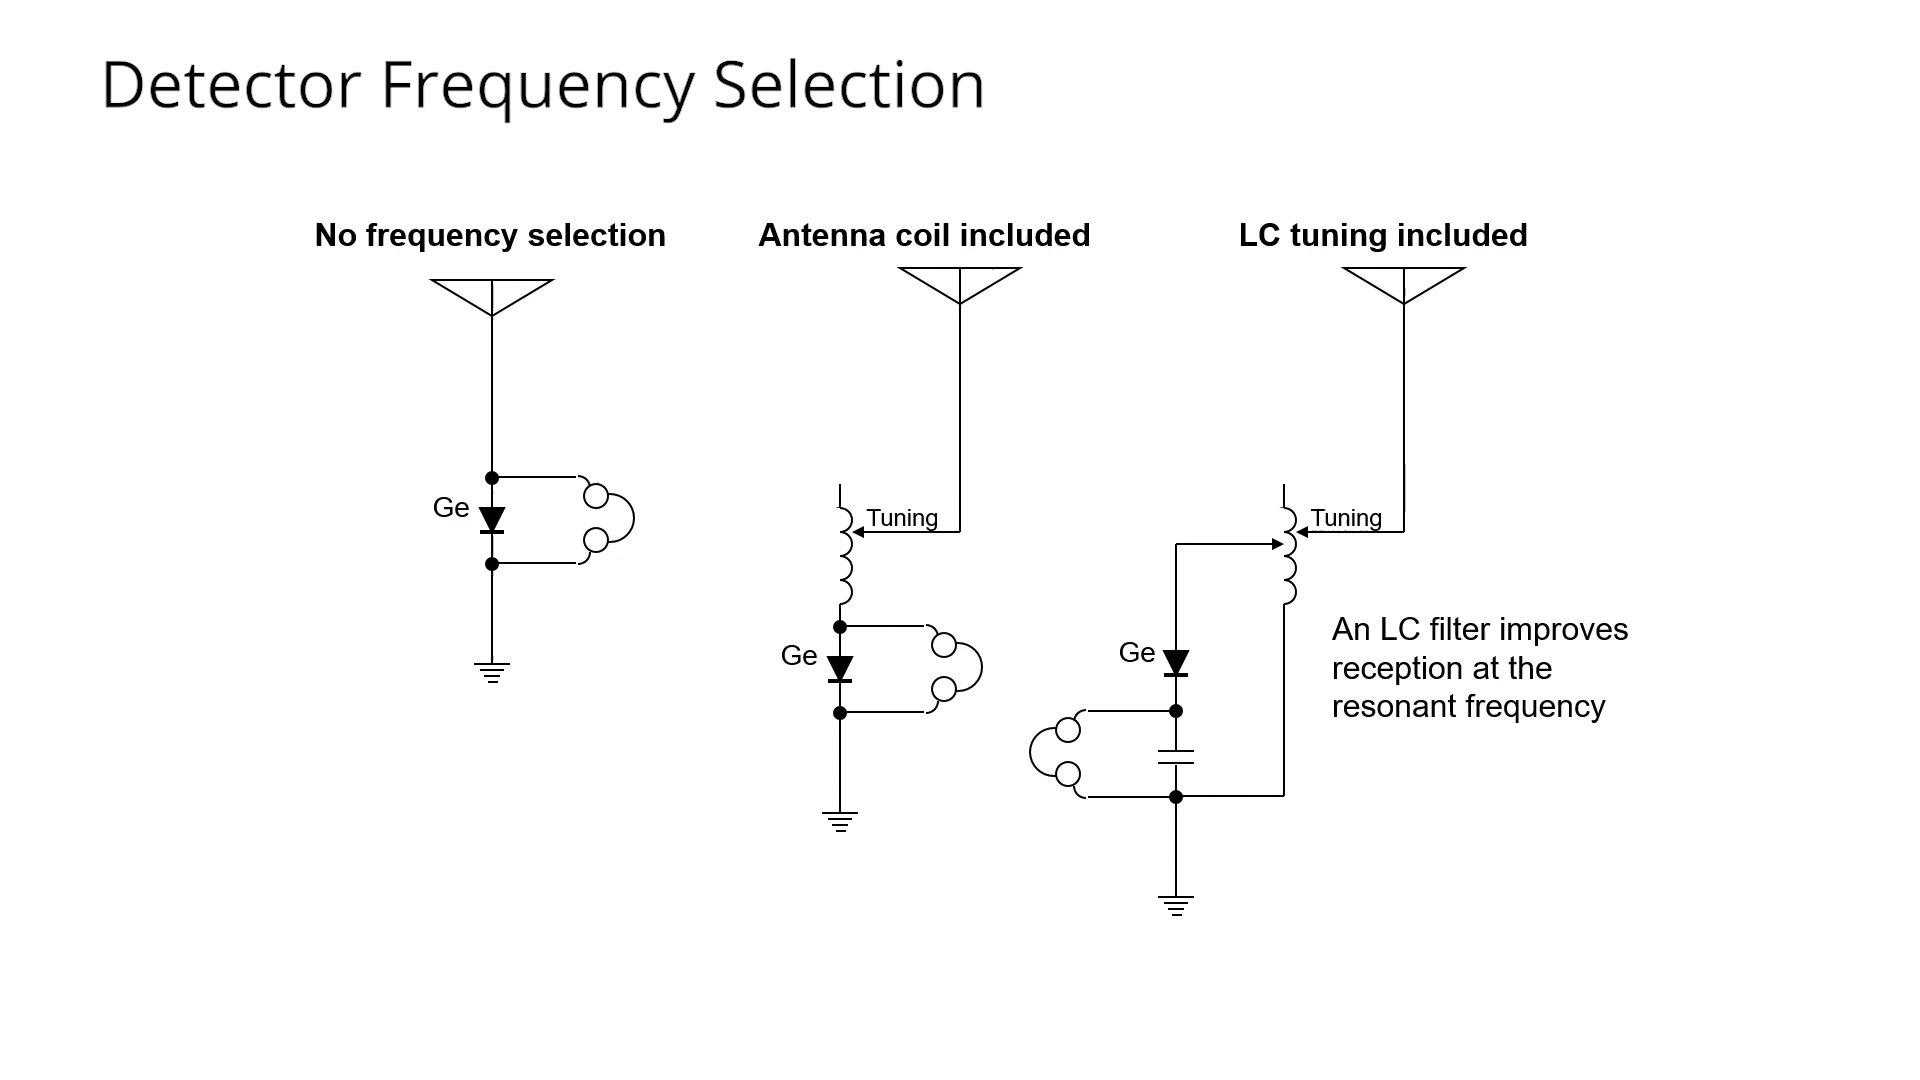 Detector Frequency Selection
No frequency selection
Antenna coil included
LC tuning included
Ge
Tuning
Ge
Tuning
Ge
An LC filter improves
reception at the
resonant frequency